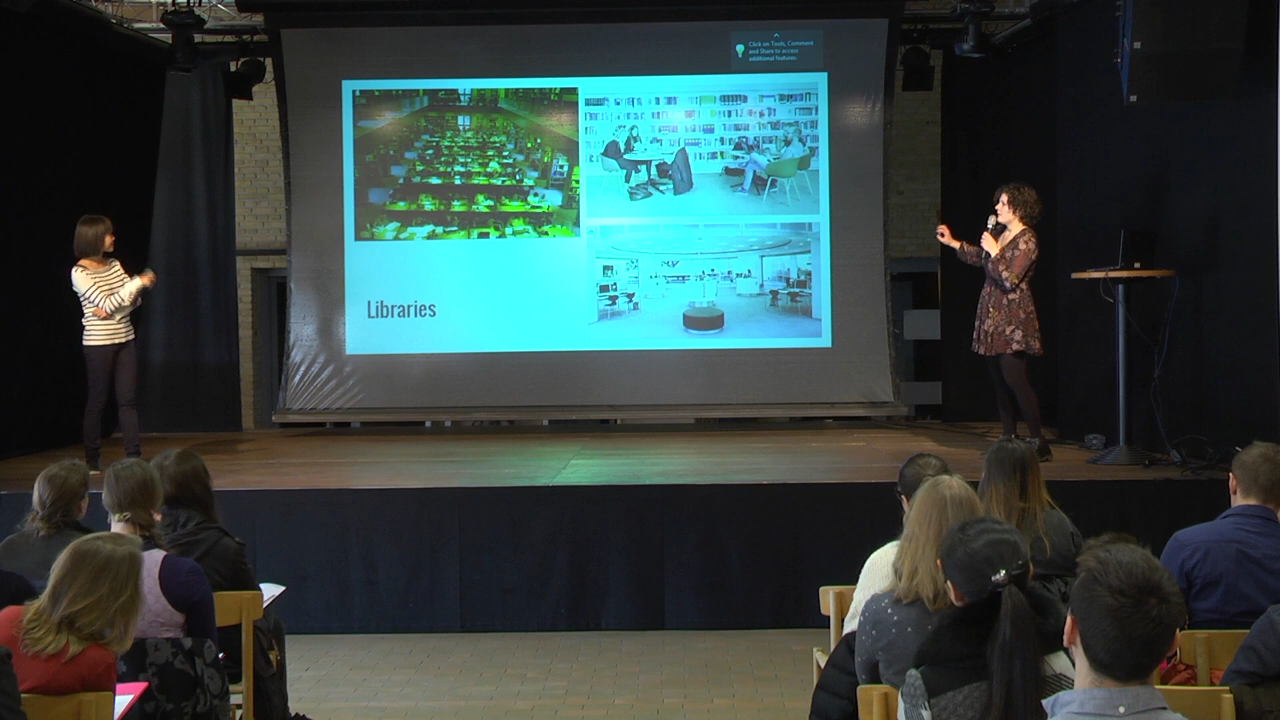 Click on Tools, Comment
and Share to access
additional features.
Libraries